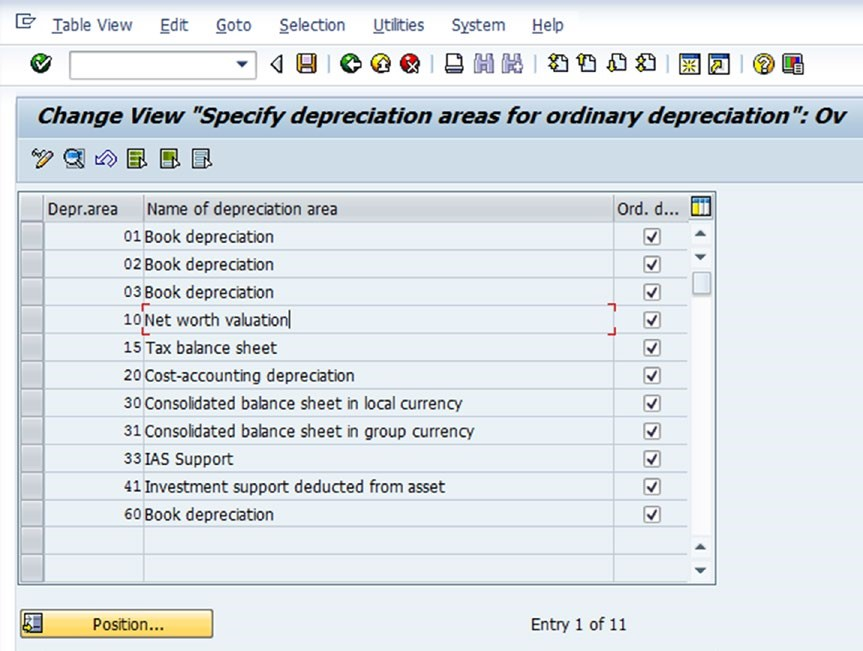 Table View Edit Goto Selection Utilities System Help
Change View "Specify depreciation areas for ordinary depreciation": Ov
Depr.area Name of depreciation area Ord. d...
01 Book depreciation
02 Book depreciation
03 Book depreciation
10 Net worth valuation
15 Tax balance sheet
20 Cost-accounting depreciation
30 Consolidated balance sheet in local currency
31 Consolidated balance sheet in group currency
33 IAS Support
41 Investment support deducted from asset
60 Book depreciation
Position... Entry 1 of 11